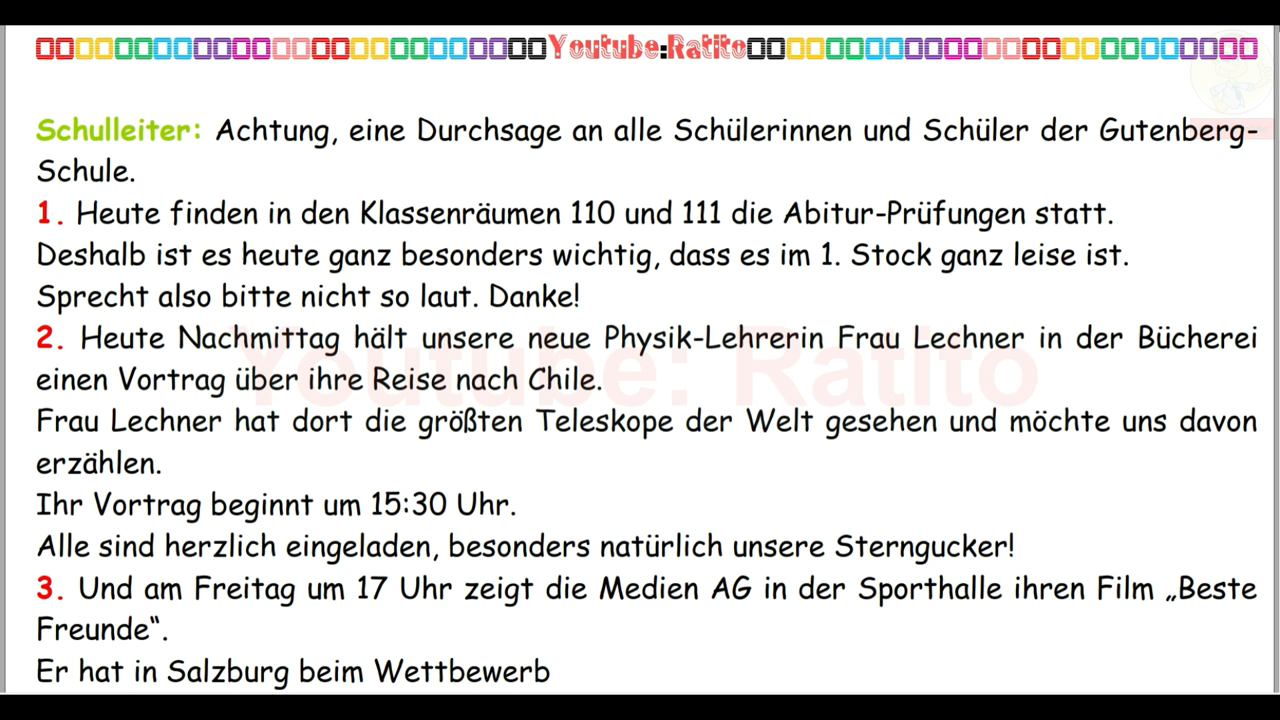 Youtube:Ratito
Schulleiter: Achtung, eine Durchsage an alle Schülerinnen und Schüler der Gutenberg-
Schule.
1. Heute finden in den Klassenräumen 110 und 111 die Abitur-Prüfungen statt.
Deshalb ist es heute ganz besonders wichtig, dass es im 1. Stock ganz leise ist.
Sprecht also bitte nicht so laut. Danke!
2. Heute Nachmittag hält unsere neue Physik-Lehrerin Frau Lechner in der Bücherei
einen Vortrag über ihre Reise nach Chile.
Youtube: Ratito
Frau Lechner hat dort die größten Teleskope der Welt gesehen und möchte uns davon
erzählen.
Ihr Vortrag beginnt um 15:30 Uhr.
Alle sind herzlich eingeladen, besonders natürlich unsere Sterngucker!
3. Und am Freitag um 17 Uhr zeigt die Medien AG in der Sporthalle ihren Film „Beste
Freunde“.
Er hat in Salzburg beim Wettbewerb